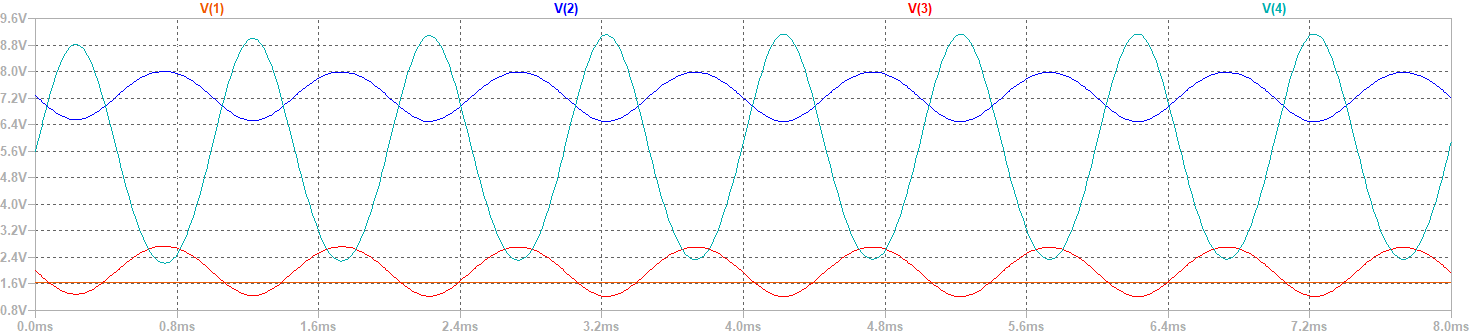 V(1) V(2) V(3) V(4)
9.6V
8.8V
8.0V
7.2V
6.4V
5.6V
4.8V
4.0V
3.2V
2.4V
1.6V
0.8V
0.0ms 0.8ms 1.6ms 2.4ms 3.2ms 4.0ms 4.8ms 5.6ms 6.4ms 7.2ms 8.0ms